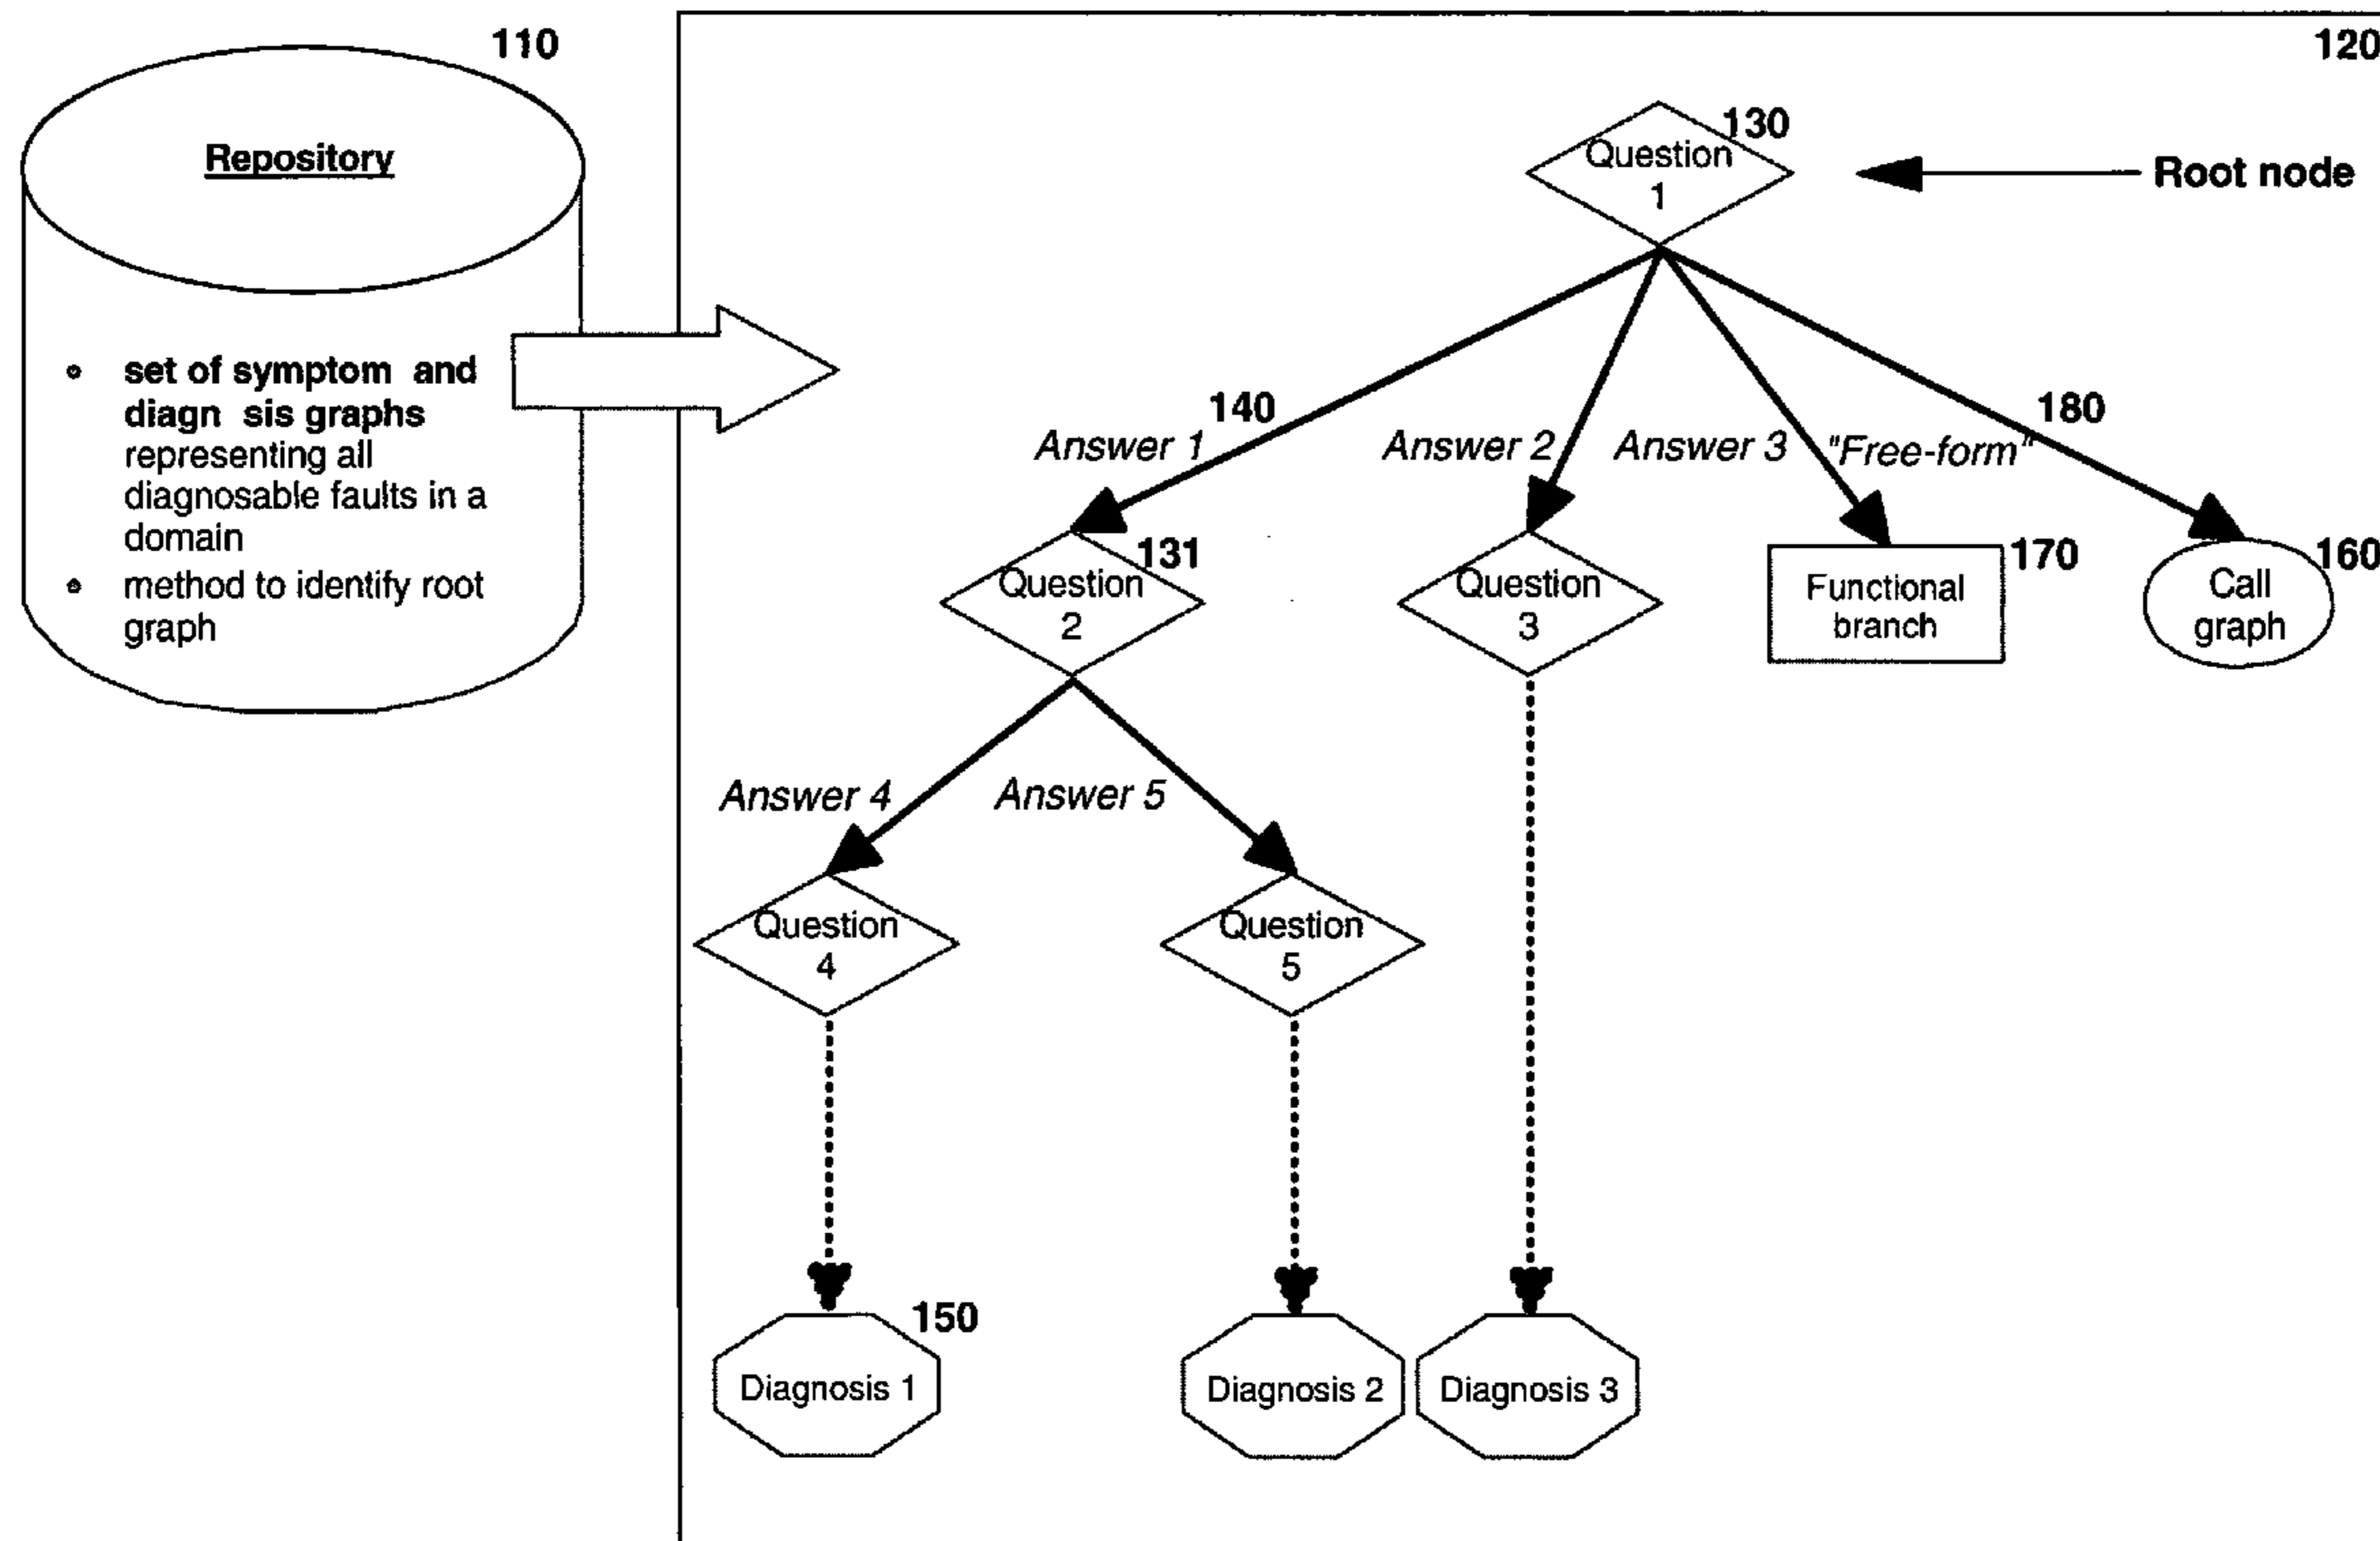 110
120
Repository
set of symptom and
diagn sis graphs
representing all
diagnosable faults in a
domain
method to identify root
graph
130
Question
1
Root node
140
180
Answer 1
Answer 2
Answer 3
"Free-form"
131
Question
2
Question
3
Functional
branch
170
Call
graph
160
Answer 4
Answer 5
Question
4
Question
5
150
Diagnosis 1
Diagnosis 2
Diagnosis 3